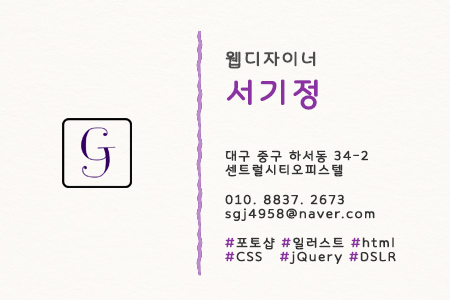 G
웹디자이너
서기정
대구 중구 하서동 34-2
센트럴시티오피스텔
010. 8837. 2673
sgj4958@naver.com
#포토샵 #일러스트 #html
#CSS #jQuery #DSLR